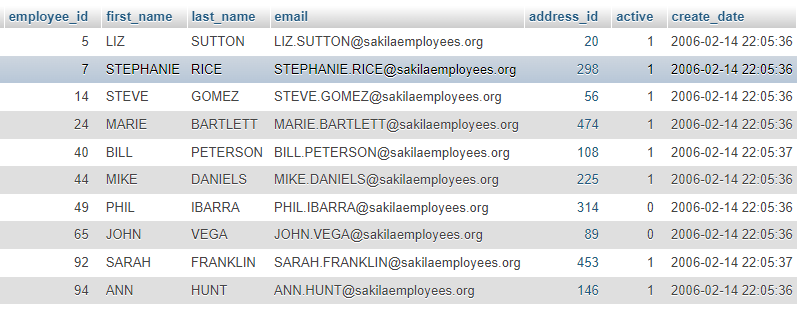 employee_id first_name last_name email address_id active create_date
5 LIZ SUTTON LIZ.SUTTON@sakilaemployees.org 20 1 2006-02-14 22:05:36
7 STEPHANIE RICE STEPHANIE.RICE@sakilaemployees.org 298 1 2006-02-14 22:05:36
14 STEVE GOMEZ STEVE.GOMEZ@sakilaemployees.org 56 1 2006-02-14 22:05:36
24 MARIE BARTLETT MARIE.BARTLETT@sakilaemployees.org 474 1 2006-02-14 22:05:36
40 BILL PETERSON BILL.PETERSON@sakilaemployees.org 108 1 2006-02-14 22:05:37
44 MIKE DANIELS MIKE.DANIELS@sakilaemployees.org 225 1 2006-02-14 22:05:36
49 PHIL IBARRA PHIL.IBARRA@sakilaemployees.org 314 0 2006-02-14 22:05:36
65 JOHN VEGA JOHN.VEGA@sakilaemployees.org 89 0 2006-02-14 22:05:36
92 SARAH FRANKLIN SARAH.FRANKLIN@sakilaemployees.org 453 1 2006-02-14 22:05:37
94 ANN HUNT ANN.HUNT@sakilaemployees.org 146 1 2006-02-14 22:05:36